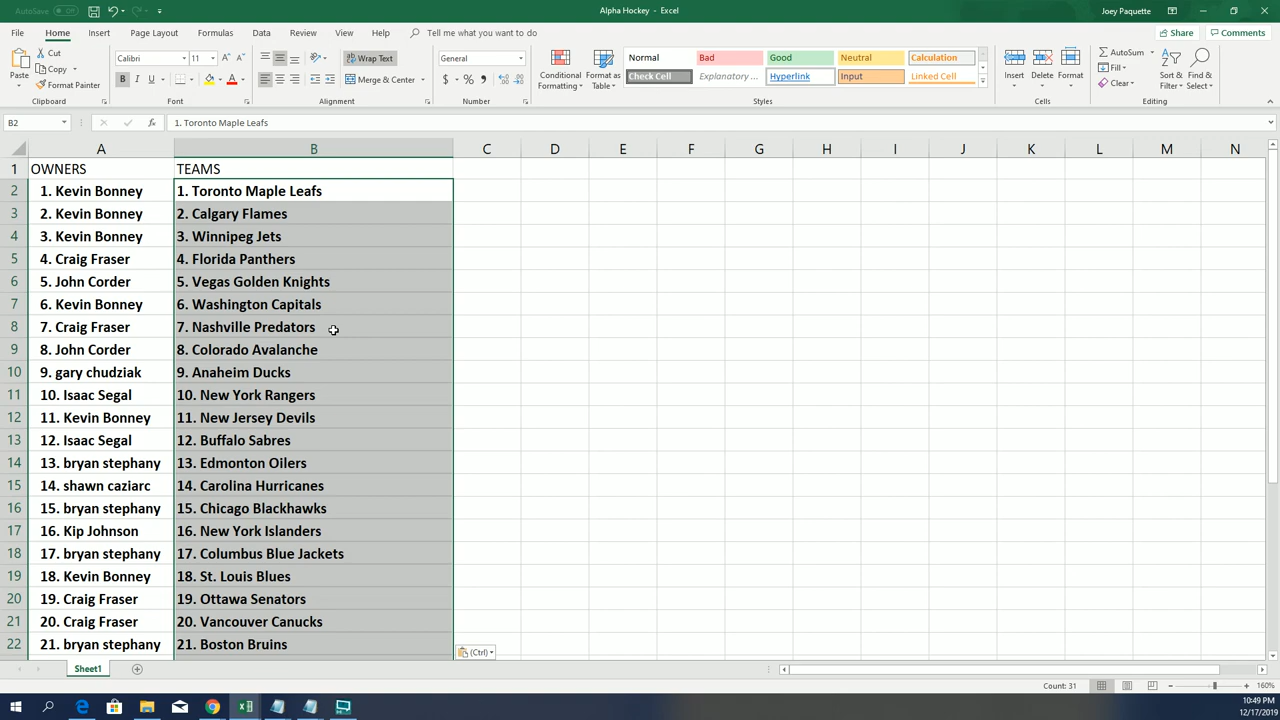 AutoSave Off
Alpha Hockey - Excel
Joey Paquette
File Home Insert Page Layout Formulas Data Review View Help Tell me what you want to do
Share Comments
Paste
Cut
Copy
Format Painter
Clipboard
Calibri 11
B I U
Font
Wrap Text
Merge & Center
Alignment
General
$ % ,
Number
Conditional Formatting
Format as Table
Normal Bad Good Neutral Calculation
Check Cell Explanatory ... Hyperlink Input Linked Cell
Styles
Insert Delete Format
Cells
AutoSum
Fill
Clear
Sort & Filter
Find & Select
Editing
B2 fx 1. Toronto Maple Leafs
A B C D E F G H I J K L M N
1 OWNERS TEAMS
2 1. Kevin Bonney 1. Toronto Maple Leafs
3 2. Kevin Bonney 2. Calgary Flames
4 3. Kevin Bonney 3. Winnipeg Jets
5 4. Craig Fraser 4. Florida Panthers
6 5. John Corder 5. Vegas Golden Knights
7 6. Kevin Bonney 6. Washington Capitals
8 7. Craig Fraser 7. Nashville Predators
9 8. John Corder 8. Colorado Avalanche
10 9. gary chudziak 9. Anaheim Ducks
11 10. Isaac Segal 10. New York Rangers
12 11. Kevin Bonney 11. New Jersey Devils
13 12. Isaac Segal 12. Buffalo Sabres
14 13. bryan stephany 13. Edmonton Oilers
15 14. shawn caziarc 14. Carolina Hurricanes
16 15. bryan stephany 15. Chicago Blackhawks
17 16. Kip Johnson 16. New York Islanders
18 17. bryan stephany 17. Columbus Blue Jackets
19 18. Kevin Bonney 18. St. Louis Blues
20 19. Craig Fraser 19. Ottawa Senators
21 20. Craig Fraser 20. Vancouver Canucks
22 21. bryan stephany 21. Boston Bruins
(Ctrl)
Sheet1
Count: 31
160%
10:49 PM
12/17/2019